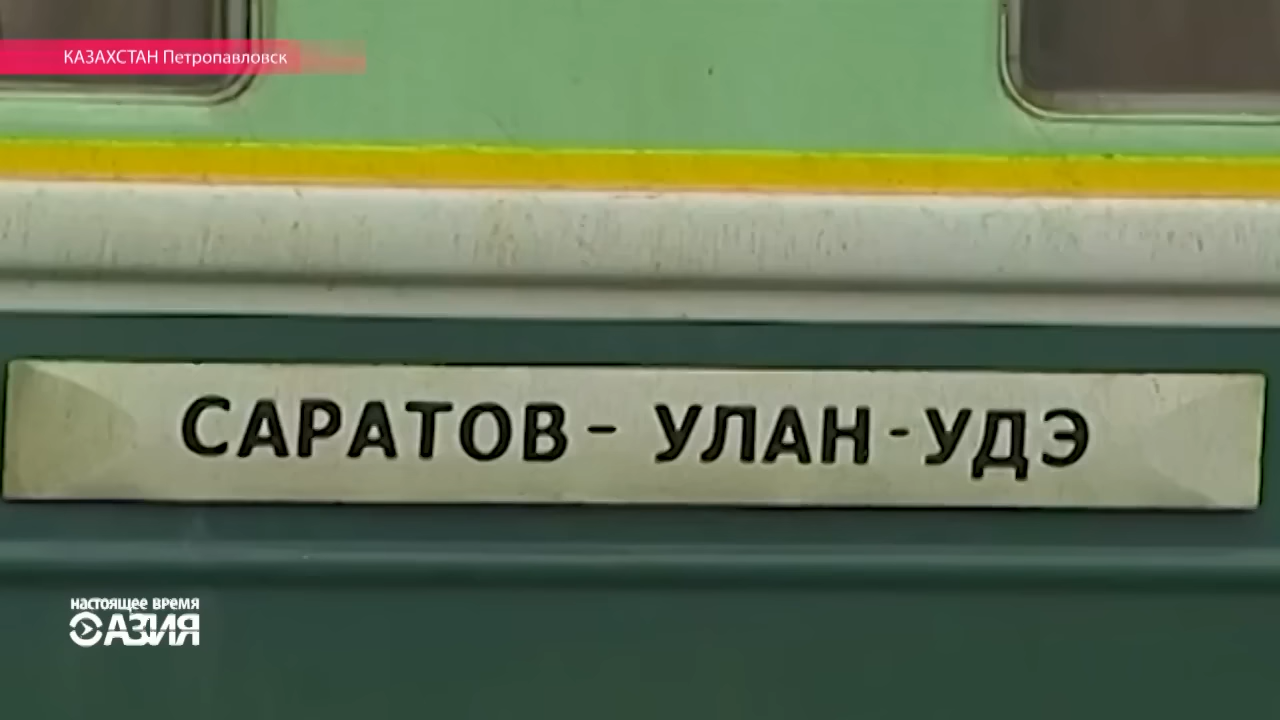 КАЗАХСТАН Петропавловск
САРАТОВ - УЛАН-УДЭ
НАСТОЯЩЕЕ ВРЕМЯ
АЗИЯ